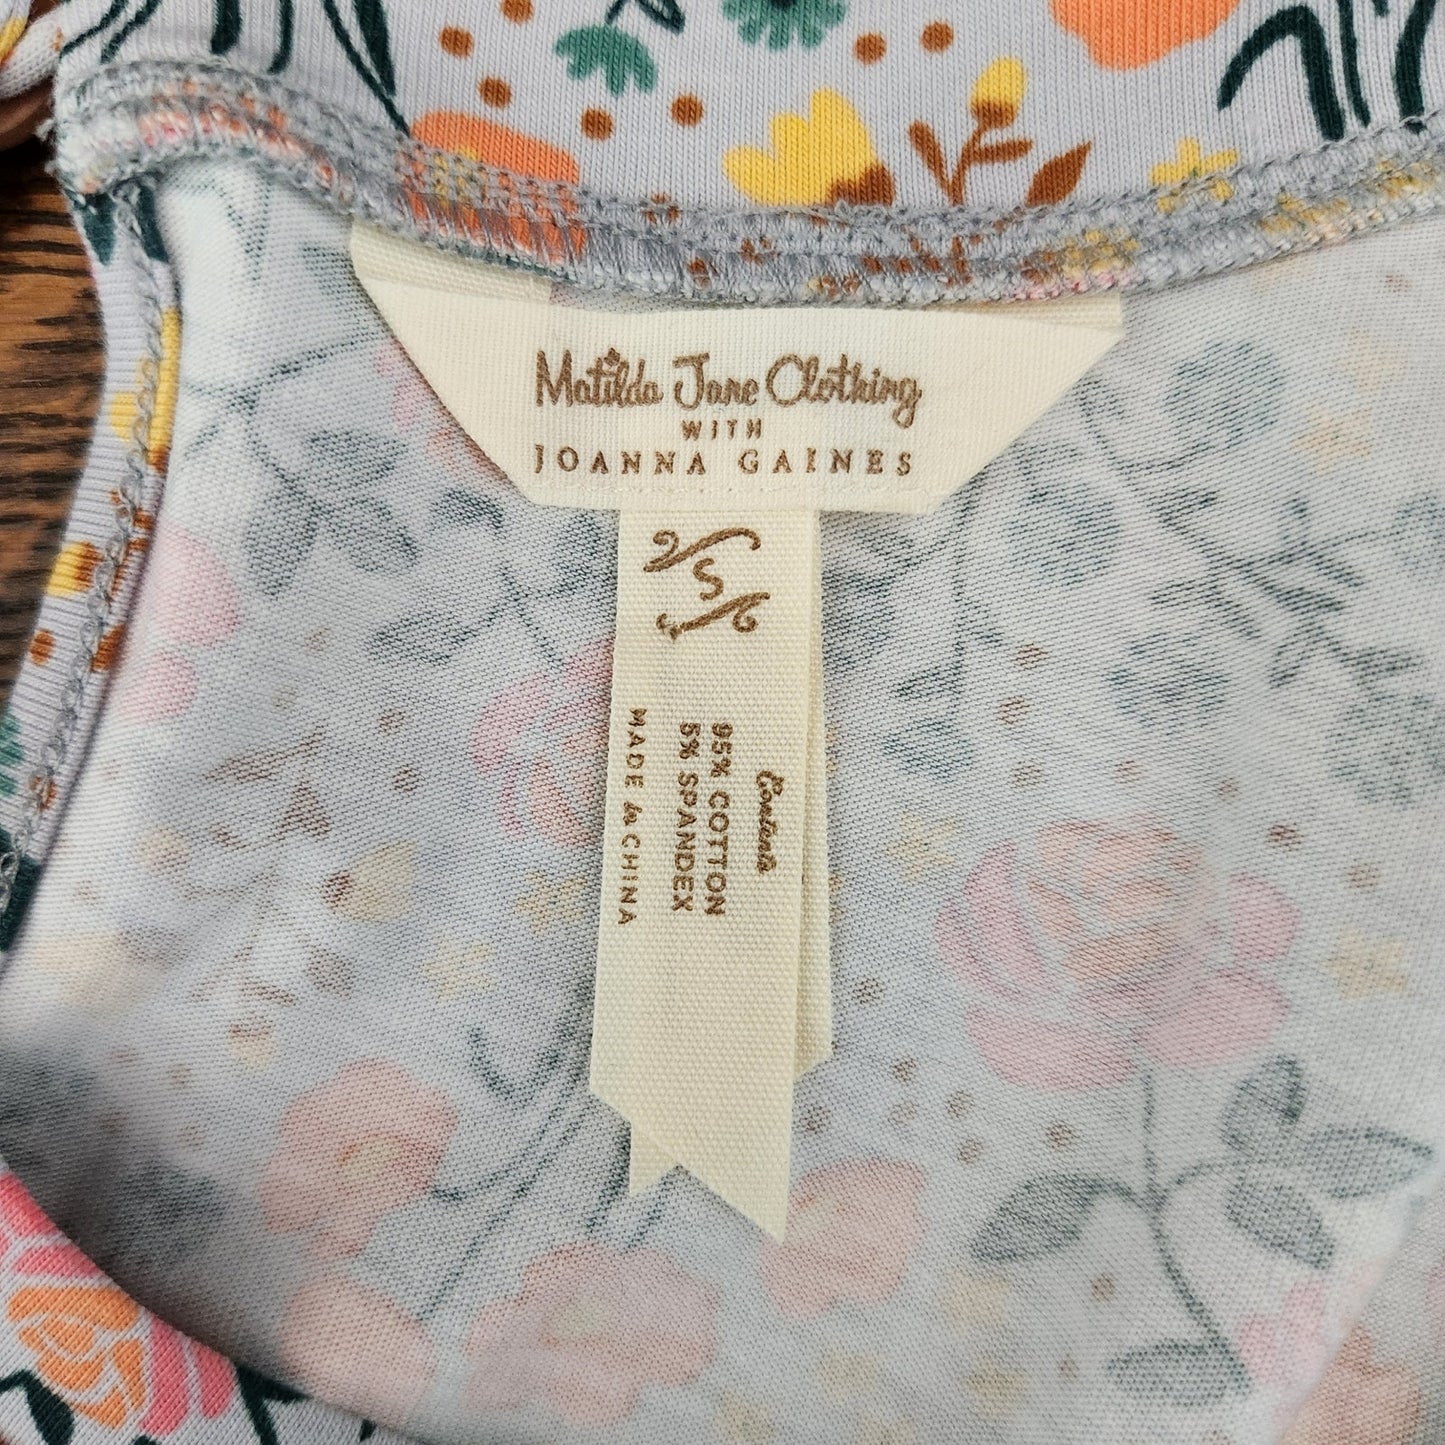 Matilda Jane Clothing
WITH
JOANNA GAINES
S
Contents
95% COTTON
5% SPANDEX
MADE in CHINA